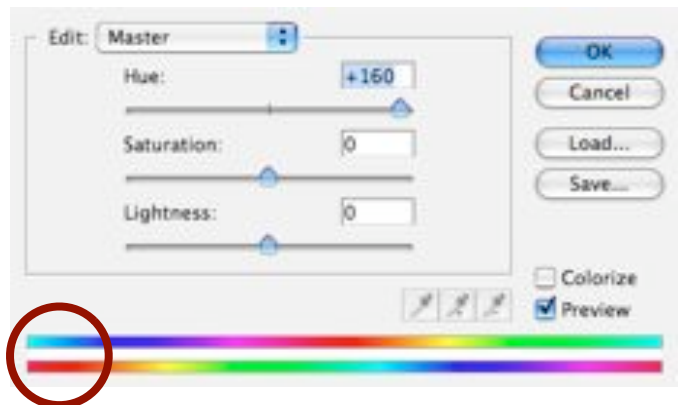 Edit: Master
Hue: +160
Saturation: 0
Lightness: 0
OK
Cancel
Load...
Save...
Colorize
Preview